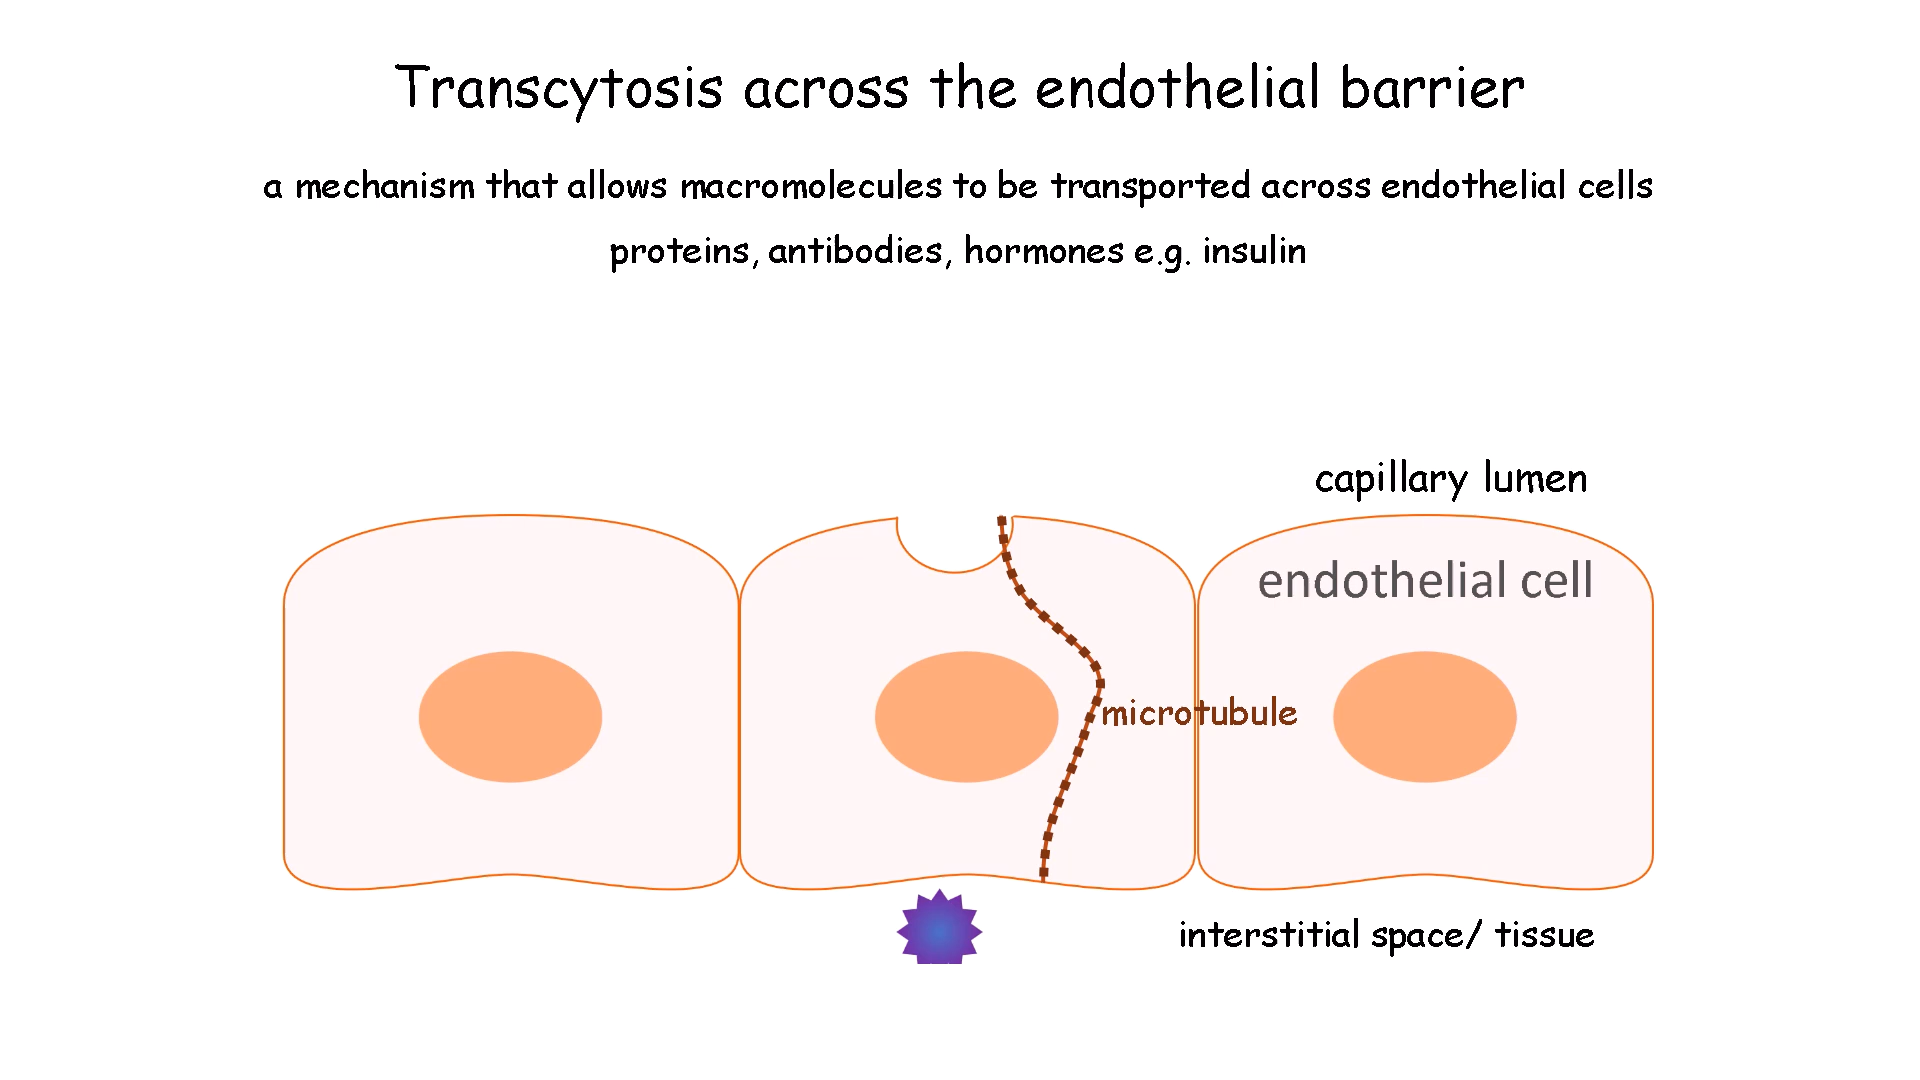 Transcytosis across the endothelial barrier
a mechanism that allows macromolecules to be transported across endothelial cells
proteins, antibodies, hormones e.g. insulin
capillary lumen
endothelial cell
microtubule
interstitial space/ tissue